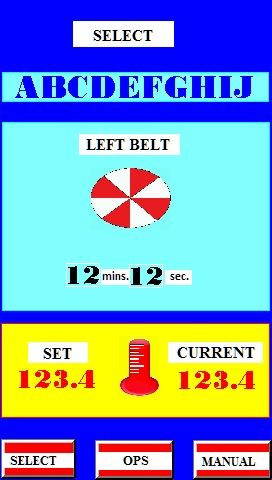 SELECT
ABCDEFGHIJ
LEFT BELT
12 mins. 12 sec.
SET CURRENT
123.4 123.4
SELECT OPS MANUAL